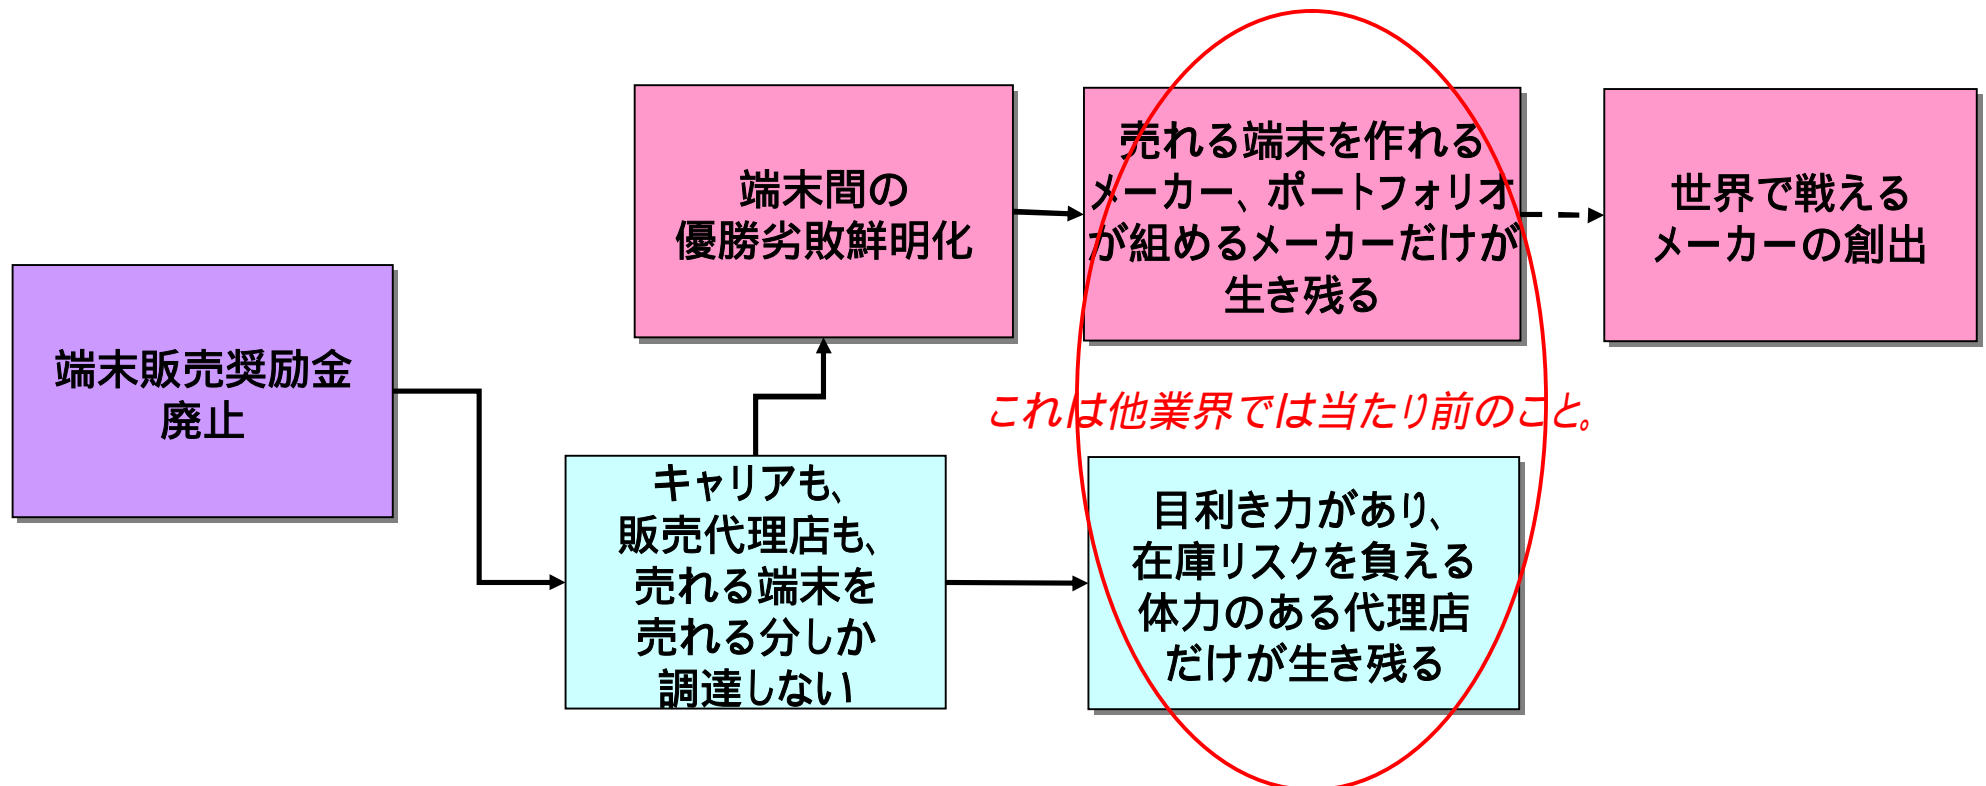 端末販売奨励金
廃止
キャリアも、
販売代理店も、
売れる端末を
売れる分しか
調達しない
端末間の
優勝劣敗鮮明化
売れる端末を作れる
メーカー、ポートフォリオ
が組めるメーカーだけが
生き残る
世界で戦える
メーカーの創出
これは他業界では当たり前のこと。
目利き力があり、
在庫リスクを負える
体力のある代理店
だけが生き残る